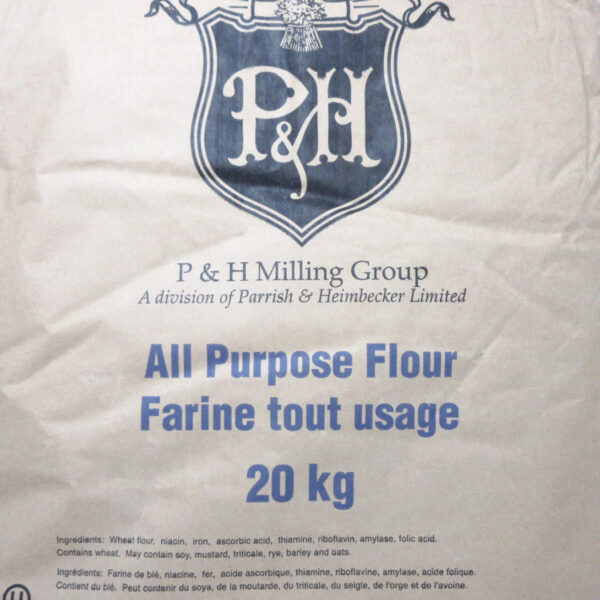 P&H
P & H Milling Group
A division of Parrish & Heimbecker Limited
All Purpose Flour
Farine tout usage
20 kg
Ingredients: Wheat flour, niacin, iron, ascorbic acid, thiamine, riboflavin, amylase, folic acid.
Contains wheat. May contain soy, mustard, triticale, rye, barley and oats.
Ingrédients: Farine de blé, niacine, fer, acide ascorbique, thiamine, riboflavine, amylase, acide folique.
Contient du blé. Peut contenir du soya, de la moutarde, du triticale, du seigle, de l'orge et de l'avoine.
U